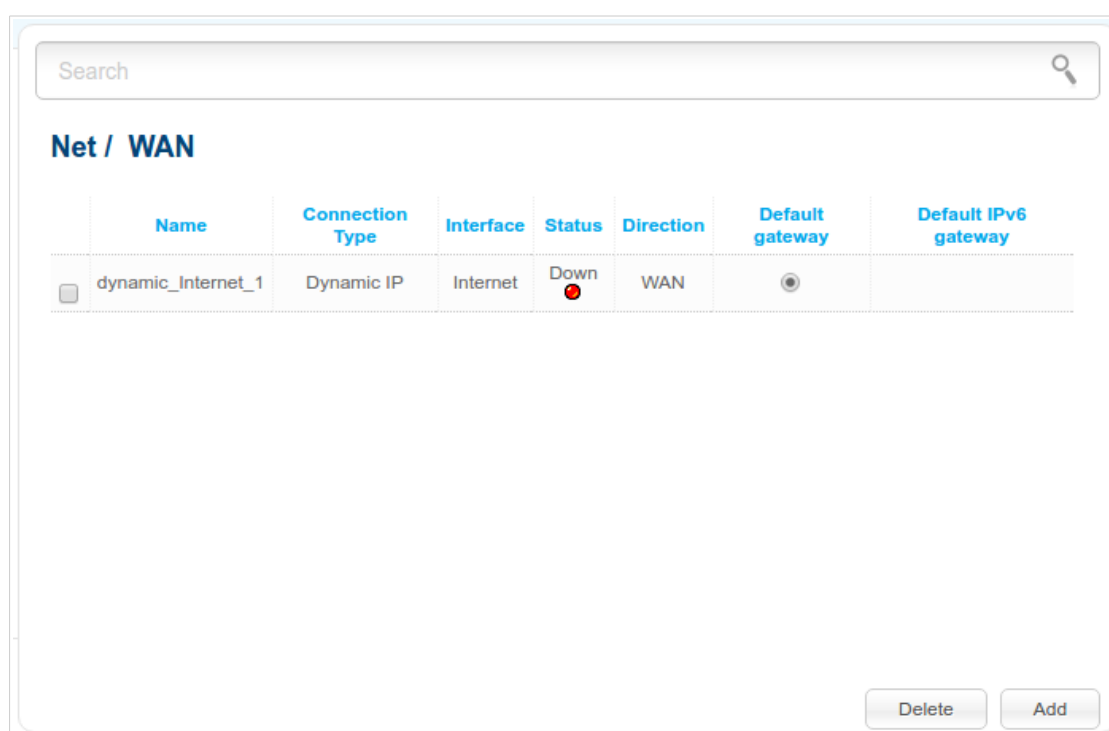 Search
Net / WAN
Name Connection Type Interface Status Direction Default gateway Default IPv6 gateway
dynamic_Internet_1 Dynamic IP Internet Down WAN
Delete Add